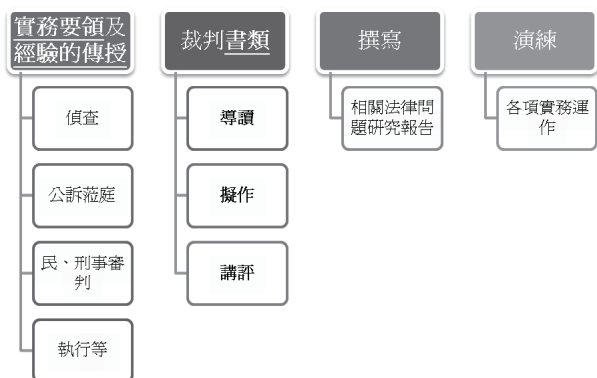 實務要領及
經驗的傳授
偵查
公訴蒞庭
民、刑事審
判
執行等
裁判書類
導讀
擬作
講評
撰寫
相關法律問
題研究報告
演練
各項實務運
作